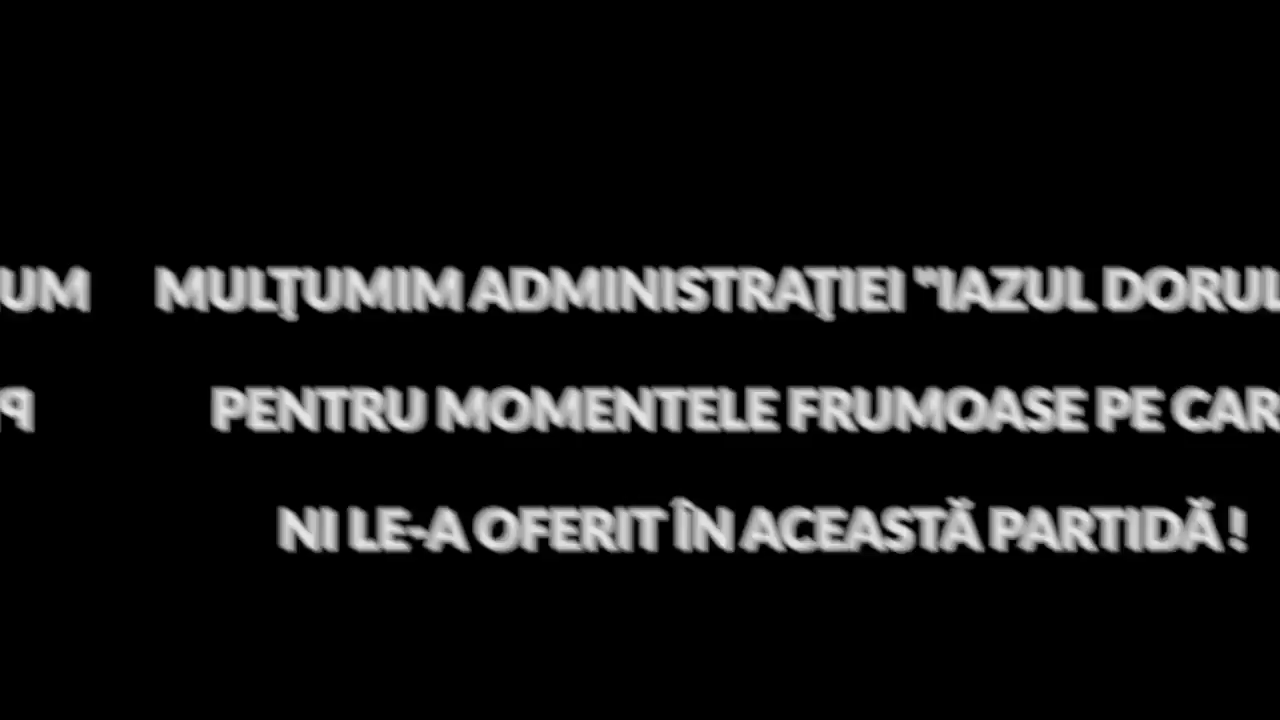 MULŢUMIM ADMINISTRAŢIEI "IAZUL DORUL
PENTRU MOMENTELE FRUMOASE PE CAR
NI LE-A OFERIT ÎN ACEASTĂ PARTIDĂ !